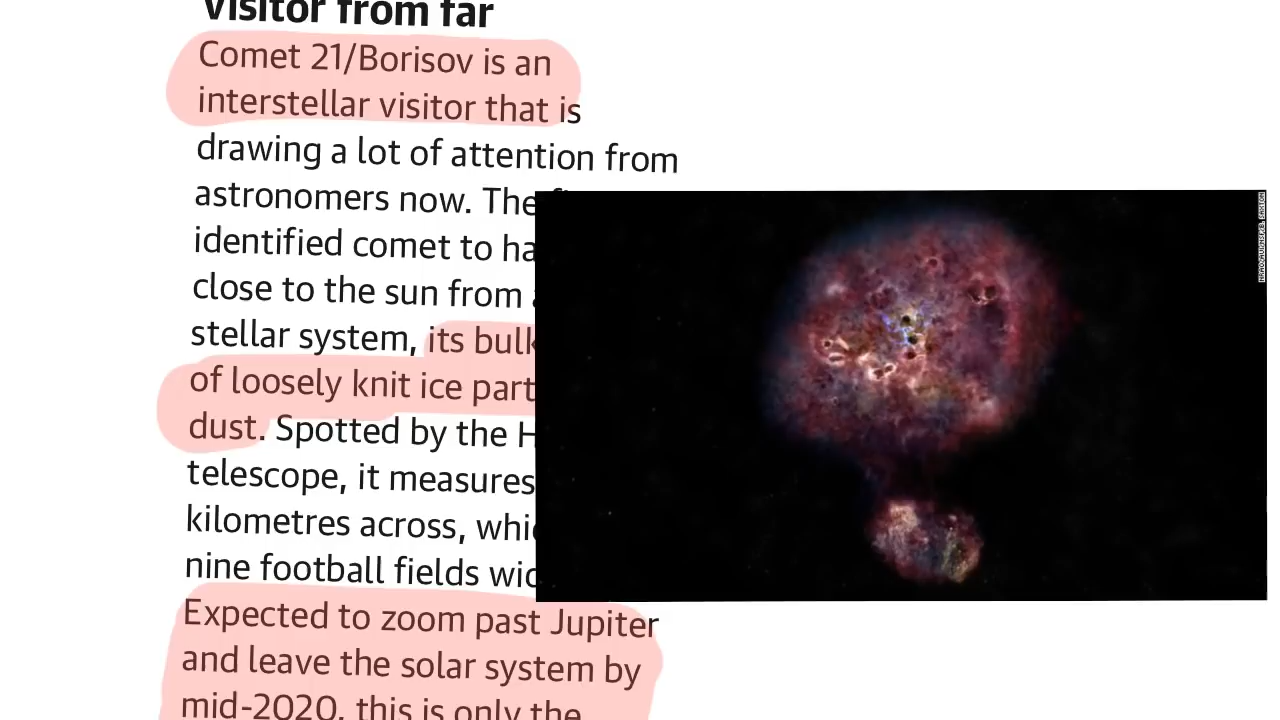 Visitor from far
Comet 21/Borisov is an
interstellar visitor that is
drawing a lot of attention from
astronomers now. The
identified comet to ha
close to the sun from
stellar system, its bulk
of loosely knit ice part
dust. Spotted by the H
telescope, it measures
kilometres across, whi
nine football fields wid
Expected to zoom past Jupiter
and leave the solar system by
mid-2020, this is only the